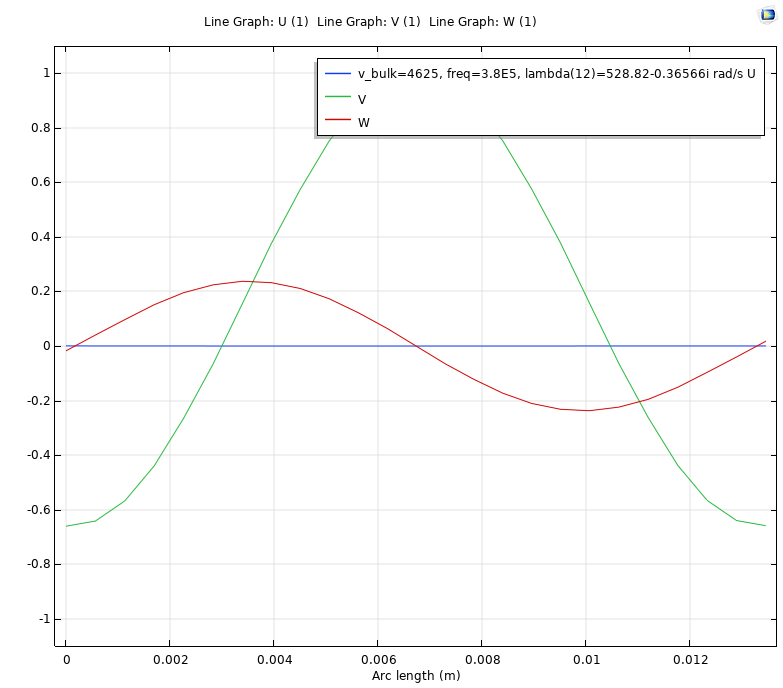 Line Graph: U (1)  Line Graph: V (1)  Line Graph: W (1)
v_bulk=4625, freq=3.8E5, lambda(12)=528.82-0.36566i rad/s U
V
W
1
0.8
0.6
0.4
0.2
0
-0.2
-0.4
-0.6
-0.8
-1
0 0.002 0.004 0.006 0.008 0.01 0.012
Arc length (m)